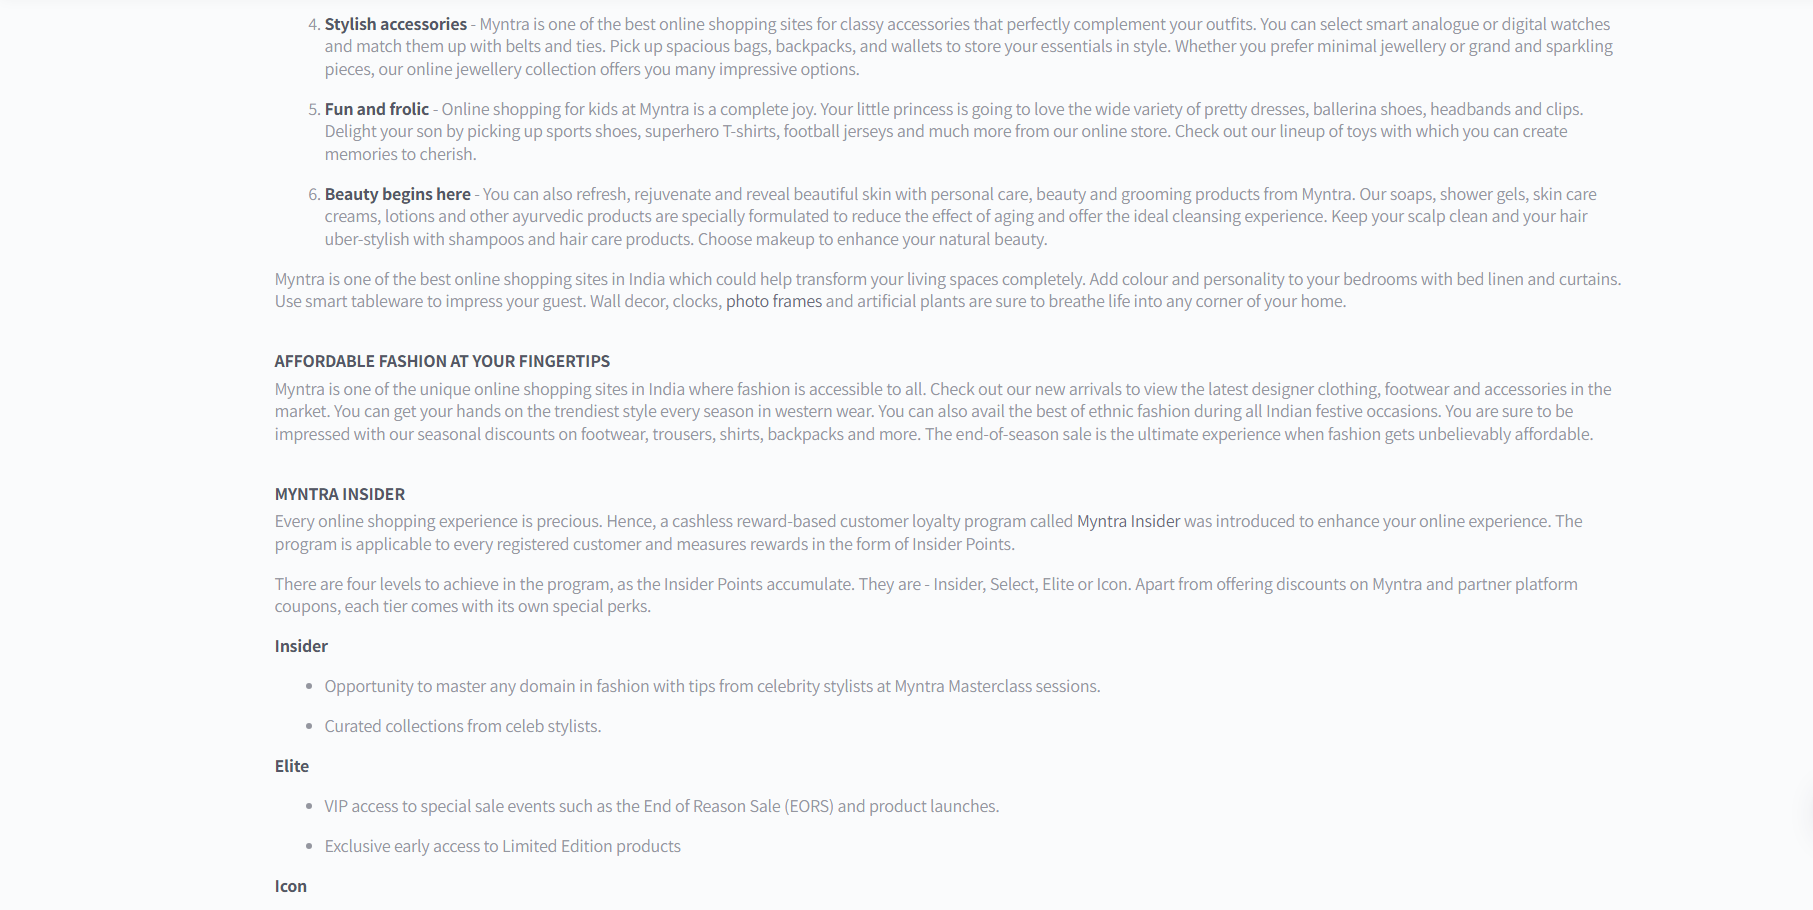 4. Stylish accessories - Myntra is one of the best online shopping sites for classy accessories that perfectly complement your outfits. You can select smart analogue or digital watches
and match them up with belts and ties. Pick up spacious bags, backpacks, and wallets to store your essentials in style. Whether you prefer minimal jewellery or grand and sparkling
pieces, our online jewellery collection offers you many impressive options.
5. Fun and frolic - Online shopping for kids at Myntra is a complete joy. Your little princess is going to love the wide variety of pretty dresses, ballerina shoes, headbands and clips.
Delight your son by picking up sports shoes, superhero T-shirts, football jerseys and much more from our online store. Check out our lineup of toys with which you can create
memories to cherish.
6. Beauty begins here - You can also refresh, rejuvenate and reveal beautiful skin with personal care, beauty and grooming products from Myntra. Our soaps, shower gels, skin care
creams, lotions and other ayurvedic products are specially formulated to reduce the effect of aging and offer the ideal cleansing experience. Keep your scalp clean and your hair
uber-stylish with shampoos and hair care products. Choose makeup to enhance your natural beauty.
Myntra is one of the best online shopping sites in India which could help transform your living spaces completely. Add colour and personality to your bedrooms with bed linen and curtains.
Use smart tableware to impress your guest. Wall decor, clocks, photo frames and artificial plants are sure to breathe life into any corner of your home.
AFFORDABLE FASHION AT YOUR FINGERTIPS
Myntra is one of the unique online shopping sites in India where fashion is accessible to all. Check out our new arrivals to view the latest designer clothing, footwear and accessories in the
market. You can get your hands on the trendiest style every season in western wear. You can also avail the best of ethnic fashion during all Indian festive occasions. You are sure to be
impressed with our seasonal discounts on footwear, trousers, shirts, backpacks and more. The end-of-season sale is the ultimate experience when fashion gets unbelievably affordable.
MYNTRA INSIDER
Every online shopping experience is precious. Hence, a cashless reward-based customer loyalty program called Myntra Insider was introduced to enhance your online experience. The
program is applicable to every registered customer and measures rewards in the form of Insider Points.
There are four levels to achieve in the program, as the Insider Points accumulate. They are - Insider, Select, Elite or Icon. Apart from offering discounts on Myntra and partner platform
coupons, each tier comes with its own special perks.
Insider
• Opportunity to master any domain in fashion with tips from celebrity stylists at Myntra Masterclass sessions.
• Curated collections from celeb stylists.
Elite
• VIP access to special sale events such as the End of Reason Sale (EORS) and product launches.
• Exclusive early access to Limited Edition products
Icon